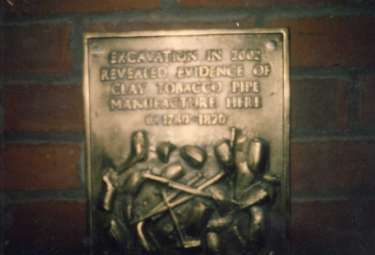 EXCAVATION IN 2002
REVEALED EVIDENCE OF
CLAY TOBACCO PIPE
MANUFACTURE HERE